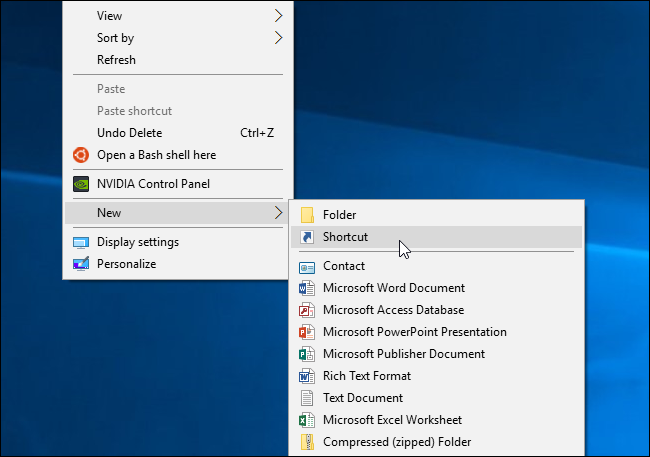 View
Sort by
Refresh
Paste
Paste shortcut
Undo Delete Ctrl+Z
Open a Bash shell here
NVIDIA Control Panel
New
Display settings
Personalize
Folder
Shortcut
Contact
Microsoft Word Document
Microsoft Access Database
Microsoft PowerPoint Presentation
Microsoft Publisher Document
Rich Text Format
Text Document
Microsoft Excel Worksheet
Compressed (zipped) Folder